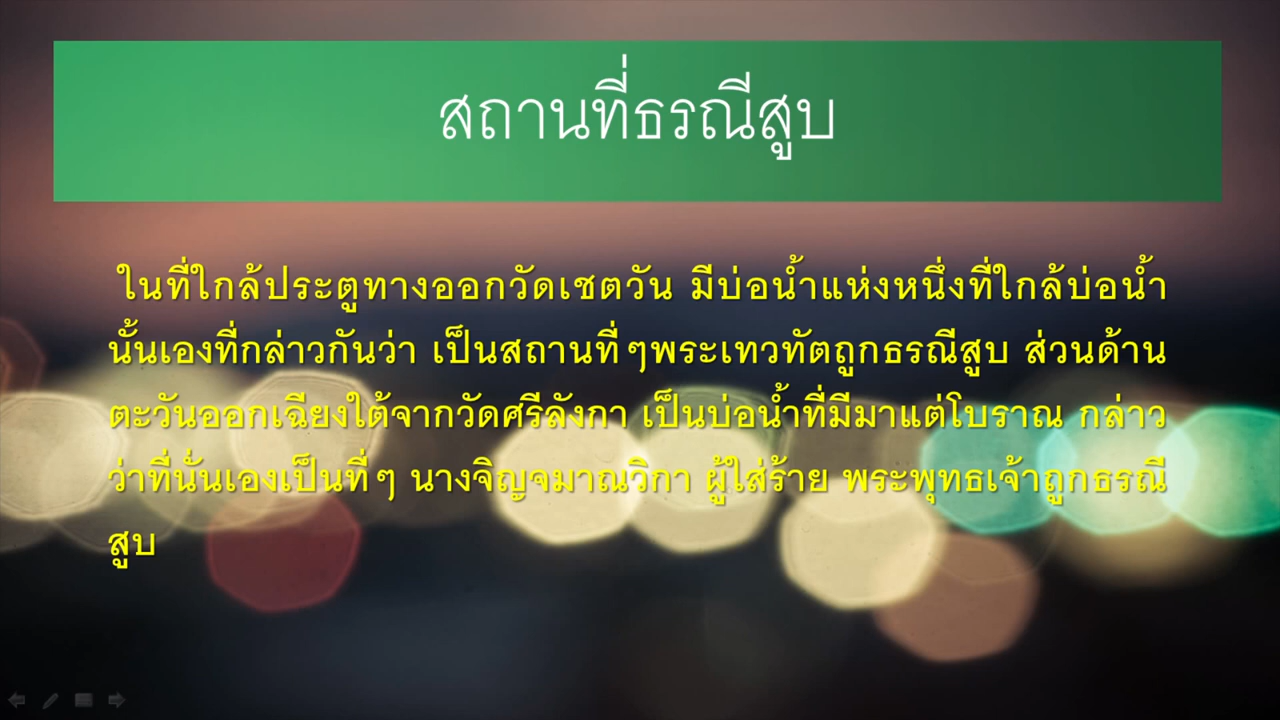 สถานที่ธรณีสูบ
ในที่ใกล้ประตูทางออกวัดเชตวัน มีบ่อน้ำแห่งหนึ่งที่ใกล้บ่อน้ำ
นั้นเองที่กล่าวกันว่า เป็นสถานที่ๆพระเทวทัตถูกธรณีสูบ ส่วนด้าน
ตะวันออกเฉียงใต้จากวัดศรีลังกา เป็นบ่อน้ำที่มีมาแต่โบราณ กล่าว
ว่าที่นั่นเองเป็นที่ๆ นางจิญจมาณวิกา ผู้ใส่ร้าย พระพุทธเจ้าถูกธรณี
สูบ